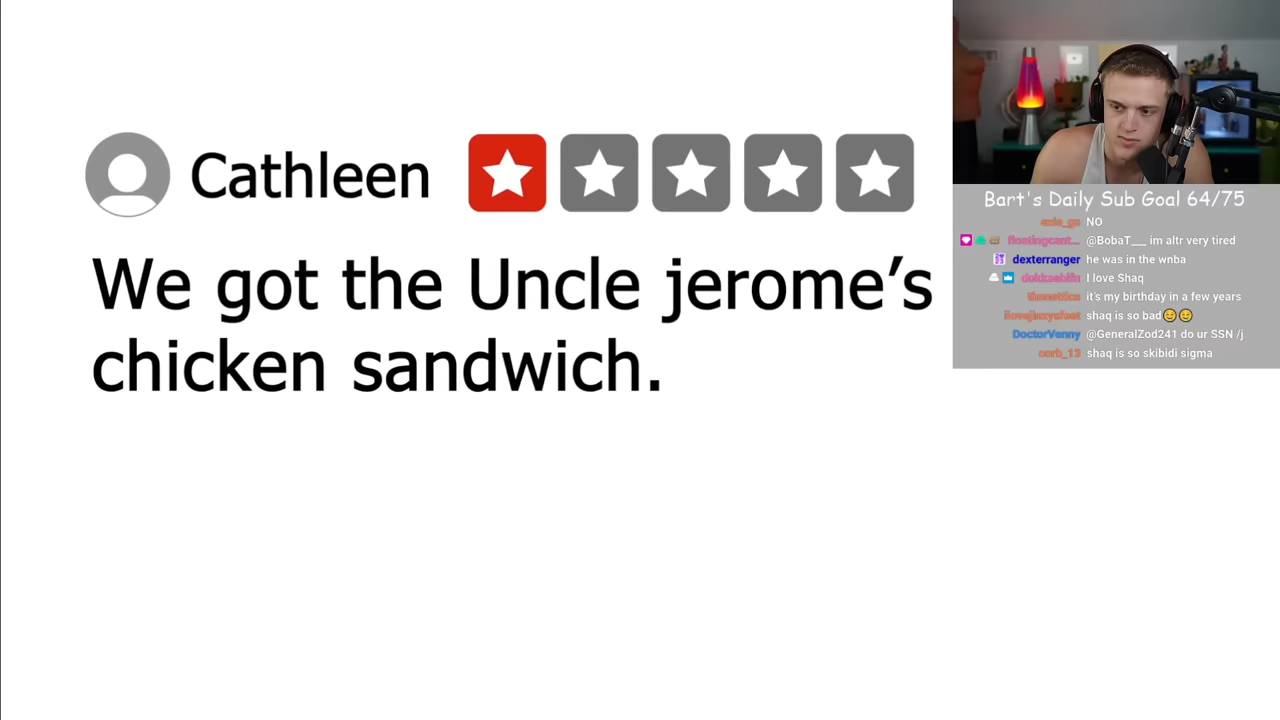 Cathleen
We got the Uncle jerome’s
chicken sandwich.
Bart's Daily Sub Goal 64/75
NO
@BobaT___ im altr very tired
dexterranger he was in the wnba
I love Shaq
it's my birthday in a few years
shaq is so bad😏😏
DoctorVenny @GeneralZod241 do ur SSN /j
shaq is so skibidi sigma